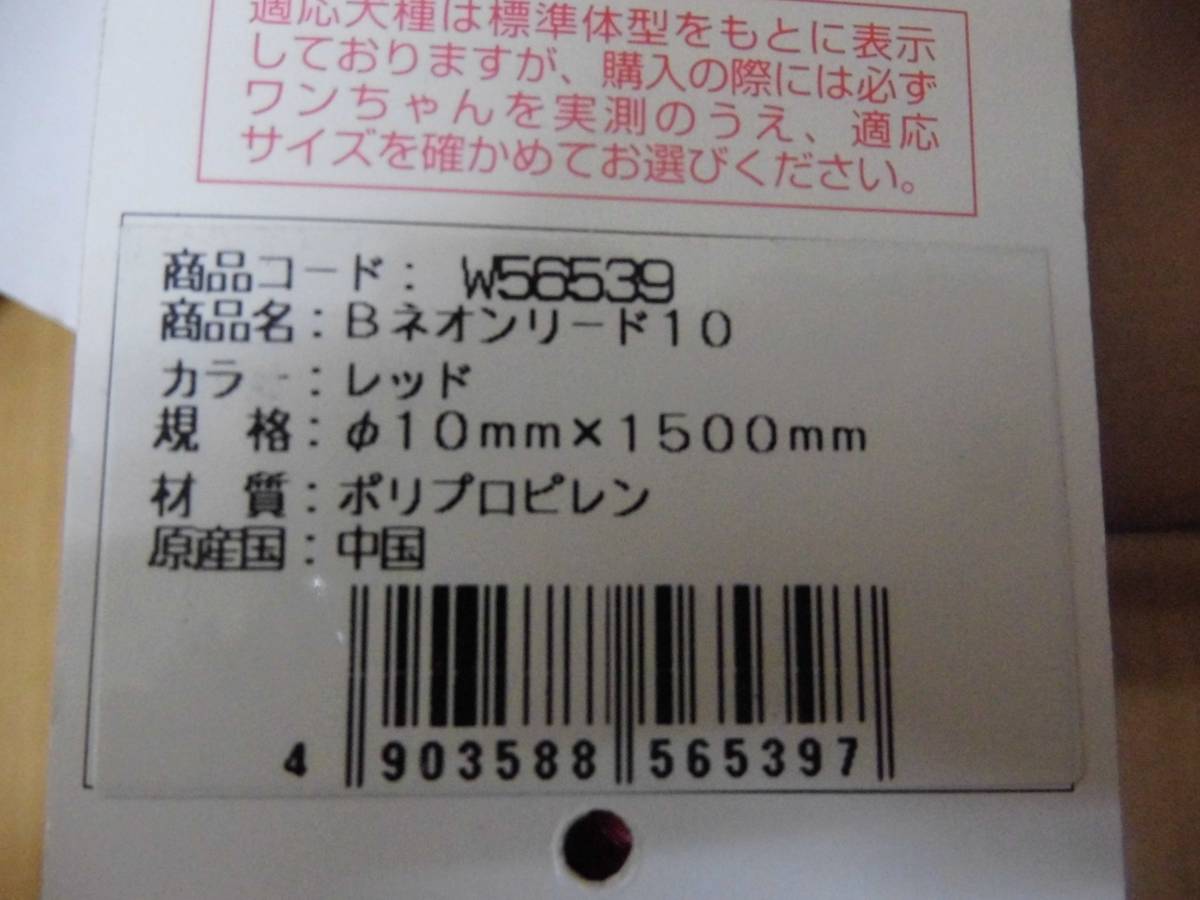 適応犬種は標準体型をもとに表示
しておりますが、購入の際には必ず
ワンちゃんを実測のうえ、適応
サイズを確かめてお選びください。
商品コード: W56539
商品名:Bネオンリード10
カラー:レッド
規 格:φ10mm×1500mm
材 質:ポリプロピレン
原産国:中国
4 903588 565397